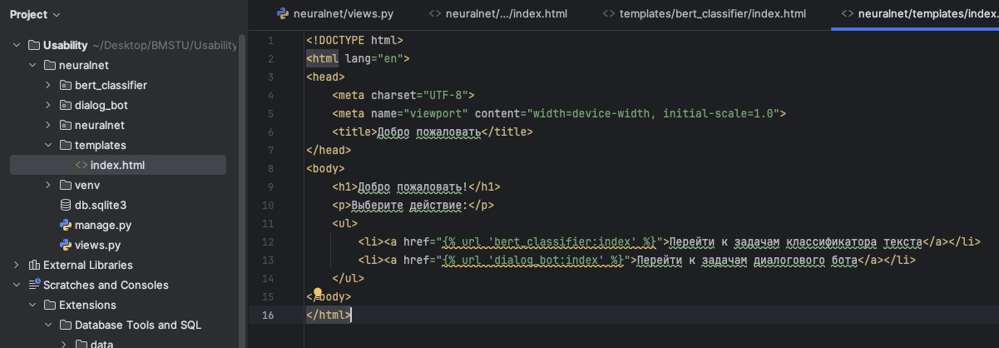 Project
neuralnet/views.py
neuralnet/.../index.html
templates/bert_classifier/index.html
neuralnet/templates/index.
Usability ~/Desktop/BMSTU/Usability
neuralnet
bert_classifier
dialog_bot
neuralnet
templates
index.html
venv
db.sqlite3
manage.py
views.py
External Libraries
Scratches and Consoles
Extensions
Database Tools and SQL
data
1 <!DOCTYPE html>
2 <html lang="en">
3 <head>
4 <meta charset="UTF-8">
5 <meta name="viewport" content="width=device-width, initial-scale=1.0">
6 <title>Добро пожаловать</title>
7 </head>
8 <body>
9 <h1>Добро пожаловать!</h1>
10 <p>Выберите действие:</p>
11 <ul>
12 <li><a href="{% url 'bert_classifier:index' %}">Перейти к задачам классификатора текста</a></li>
13 <li><a href="{% url 'dialog_bot:index' %}">Перейти к задачам диалогового бота</a></li>
14 </ul>
15 </body>
16 </html>